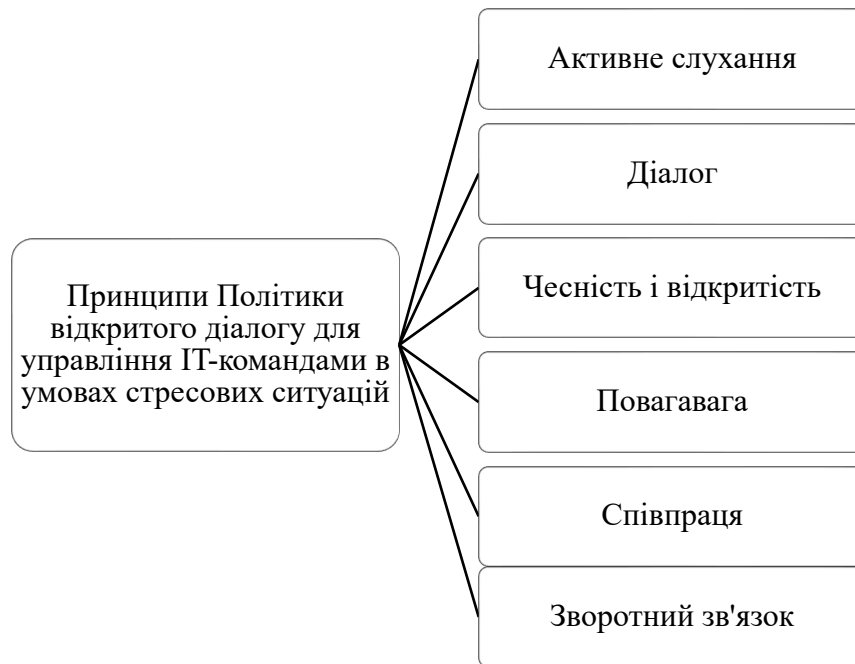 Принципи Політики
відкритого діалогу для
управління ІТ-командами в
умовах стресових ситуацій
Активне слухання
Діалог
Чесність і відкритість
Повагавага
Співпраця
Зворотний зв'язок